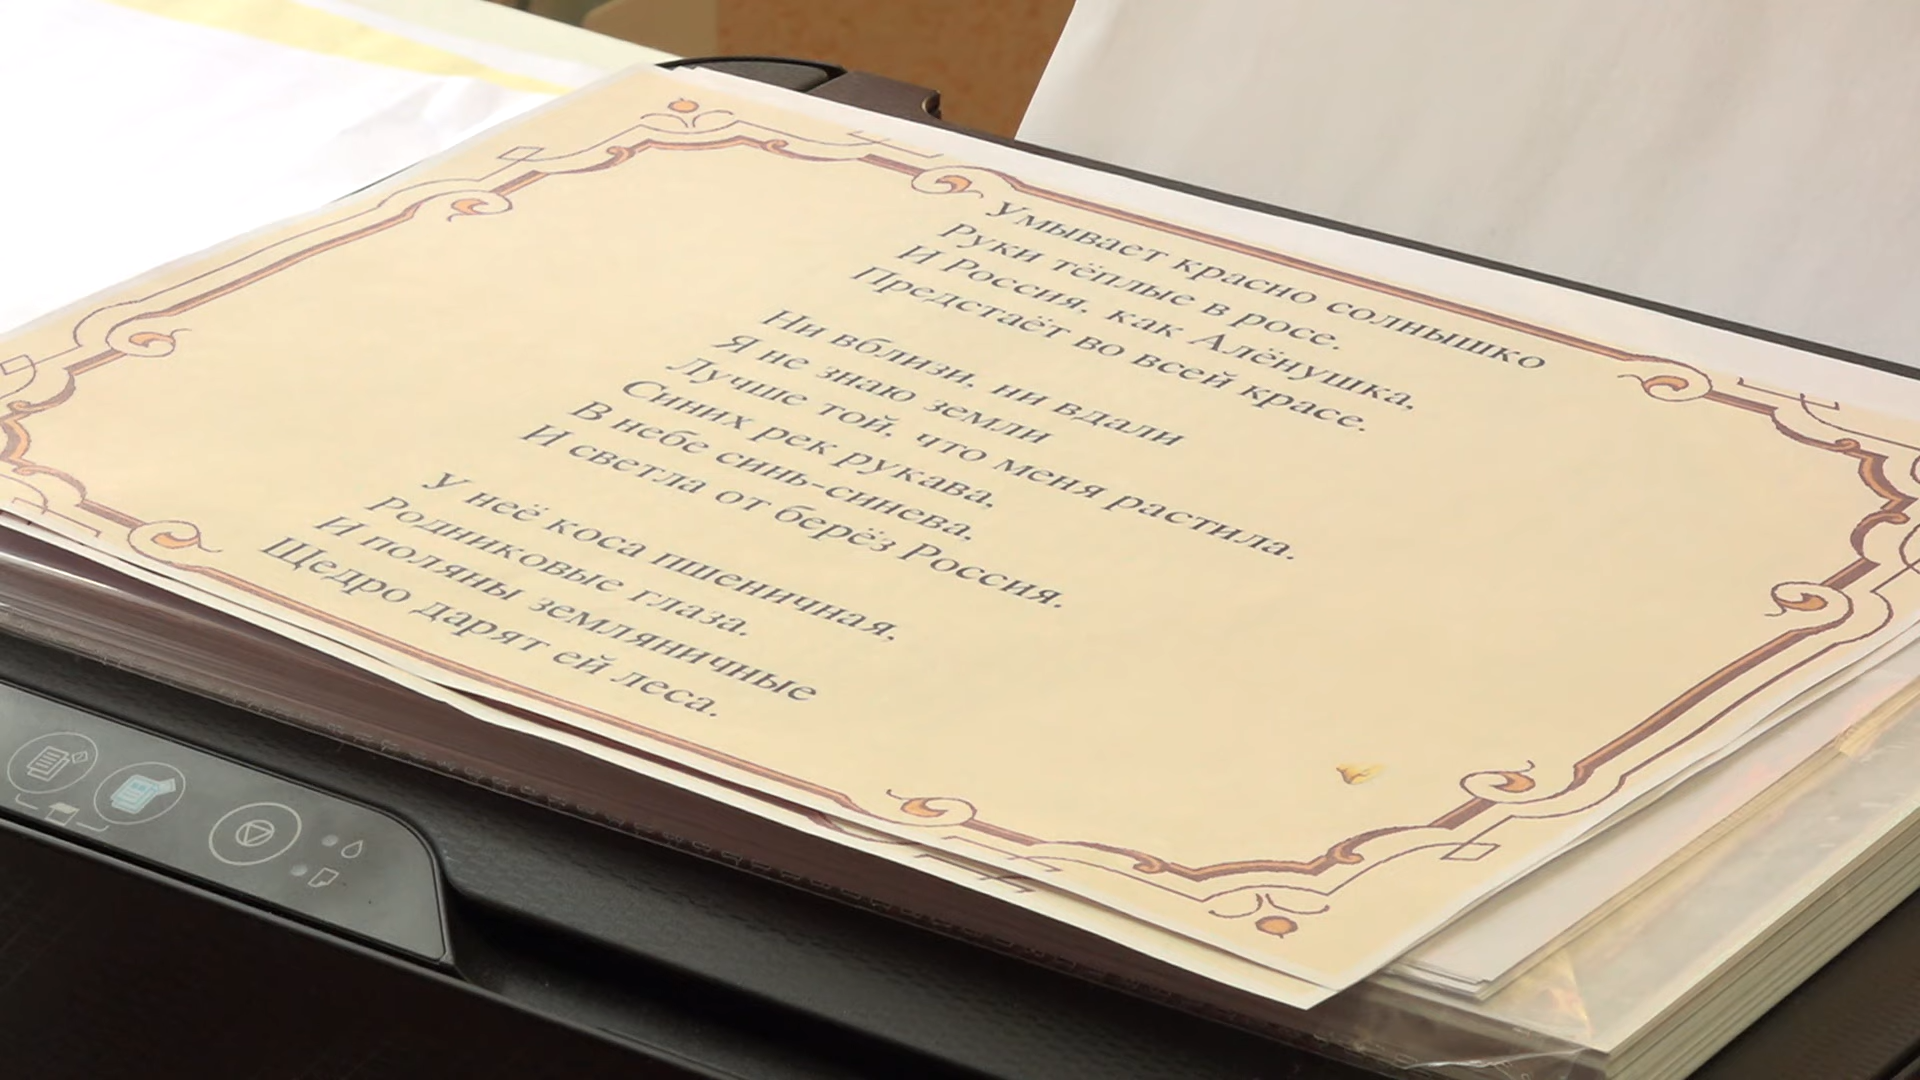 Умывает красно солнышко
Руки тёплые в росе.
И Россия, как Алёнушка,
Предстаёт во всей красе.
Ни вблизи, ни вдали
Я не знаю земли
Лучше той, что меня растила.
Синих рек рукава,
В небе синь-синева.
И светла от берёз Россия.
У неё коса пшеничная,
Родниковые глаза.
И поляны земляничные
Щедро дарят ей леса.